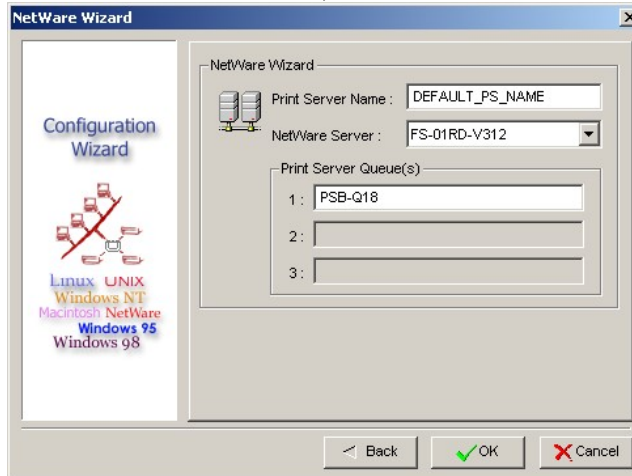 NetWare Wizard
Configuration
Wizard
Linux UNIX
Windows NT
Macintosh NetWare
Windows 95
Windows 98
NetWare Wizard
Print Server Name : DEFAULT_PS_NAME
NetWare Server : FS-01RD-V312
Print Server Queue(s)
1 : PSB-Q18
2 :
3 :
< Back OK Cancel